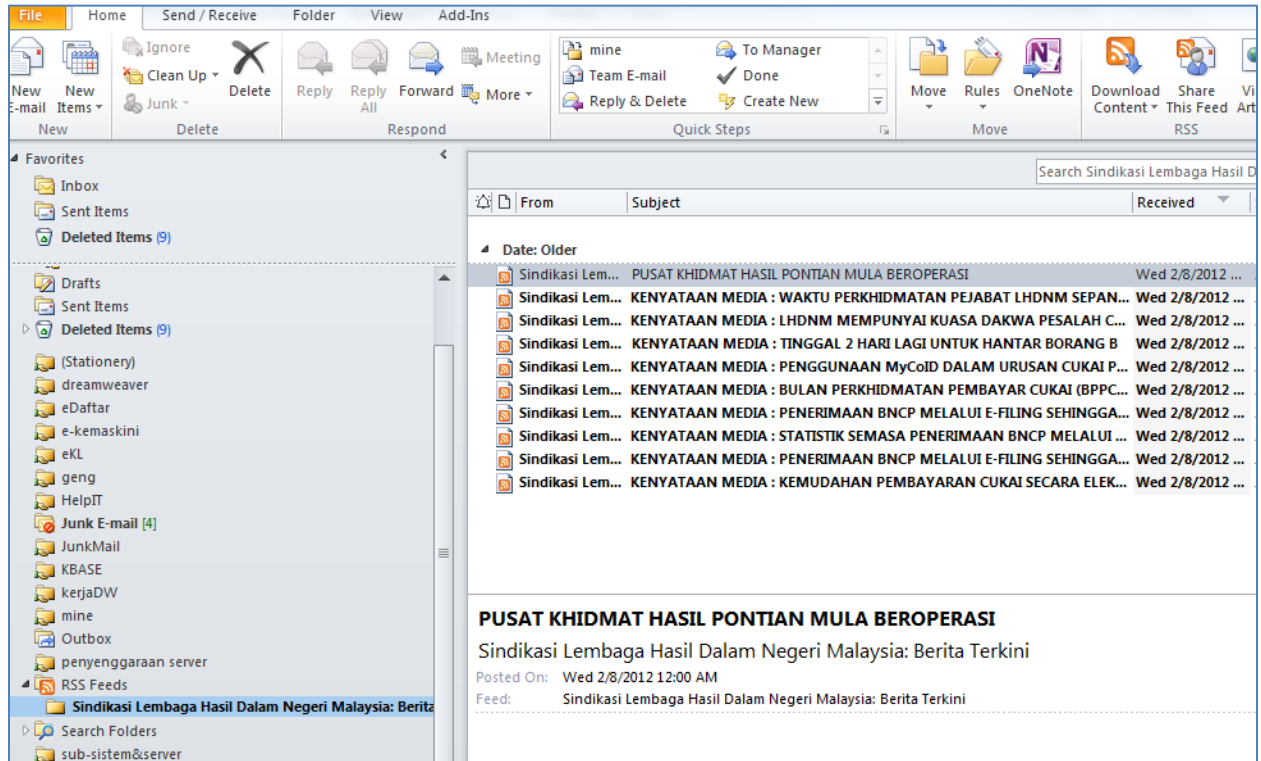 File Home Send / Receive Folder View Add-Ins
Ignore
Clean Up
Junk
New E-mail
New Items
Delete
Reply
Reply All
Forward
Meeting
More
mine
Team E-mail
Reply & Delete
To Manager
Done
Create New
Move
Rules
OneNote
Download Content
Share This Feed
New Delete Respond Quick Steps Move RSS
Favorites
Inbox
Sent Items
Deleted Items (9)
Drafts
Sent Items
Deleted Items (9)
(Stationery)
dreamweaver
eDaftar
e-kemaskini
eKL
geng
HelpIT
Junk E-mail [4]
JunkMail
KBASE
kerjaDW
mine
Outbox
penyenggaraan server
RSS Feeds
Sindikasi Lembaga Hasil Dalam Negeri Malaysia: Berita
Search Folders
sub-sistem&server
Search Sindikasi Lembaga Hasil D
From Subject Received
Date: Older
Sindikasi Lem... PUSAT KHIDMAT HASIL PONTIAN MULA BEROPERASI Wed 2/8/2012 ...
Sindikasi Lem... KENYATAAN MEDIA : WAKTU PERKHIDMATAN PEJABAT LHDNM SEPAN... Wed 2/8/2012 ...
Sindikasi Lem... KENYATAAN MEDIA : LHDNM MEMPUNYAI KUASA DAKWA PESALAH C... Wed 2/8/2012 ...
Sindikasi Lem... KENYATAAN MEDIA : TINGGAL 2 HARI LAGI UNTUK HANTAR BORANG B Wed 2/8/2012 ...
Sindikasi Lem... KENYATAAN MEDIA : PENGGUNAAN MyCoID DALAM URUSAN CUKAI P... Wed 2/8/2012 ...
Sindikasi Lem... KENYATAAN MEDIA : BULAN PERKHIDMATAN PEMBAYAR CUKAI (BPPC... Wed 2/8/2012 ...
Sindikasi Lem... KENYATAAN MEDIA : PENERIMAAN BNCP MELALUI E-FILING SEHINGGA... Wed 2/8/2012 ...
Sindikasi Lem... KENYATAAN MEDIA : STATISTIK SEMASA PENERIMAAN BNCP MELALUI ... Wed 2/8/2012 ...
Sindikasi Lem... KENYATAAN MEDIA : PENERIMAAN BNCP MELALUI E-FILING SEHINGGA... Wed 2/8/2012 ...
Sindikasi Lem... KENYATAAN MEDIA : KEMUDAHAN PEMBAYARAN CUKAI SECARA ELEK... Wed 2/8/2012 ...
PUSAT KHIDMAT HASIL PONTIAN MULA BEROPERASI
Sindikasi Lembaga Hasil Dalam Negeri Malaysia: Berita Terkini
Posted On: Wed 2/8/2012 12:00 AM
Feed: Sindikasi Lembaga Hasil Dalam Negeri Malaysia: Berita Terkini